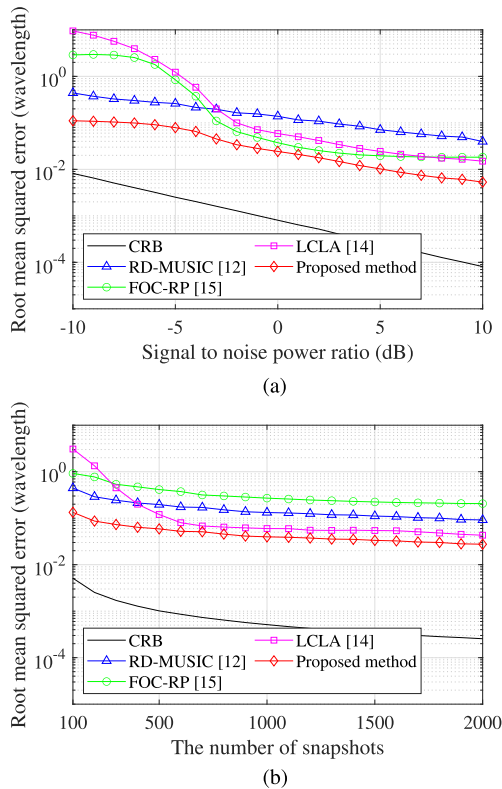 Root mean squared error (wavelength)
10^0
10^-2
10^-4
CRB
RD-MUSIC [12]
FOC-RP [15]
LCLA [14]
Proposed method
-10 -5 0 5 10
Signal to noise power ratio (dB)
(a)
Root mean squared error (wavelength)
10^0
10^-2
10^-4
CRB
RD-MUSIC [12]
FOC-RP [15]
LCLA [14]
Proposed method
100 500 1000 1500 2000
The number of snapshots
(b)